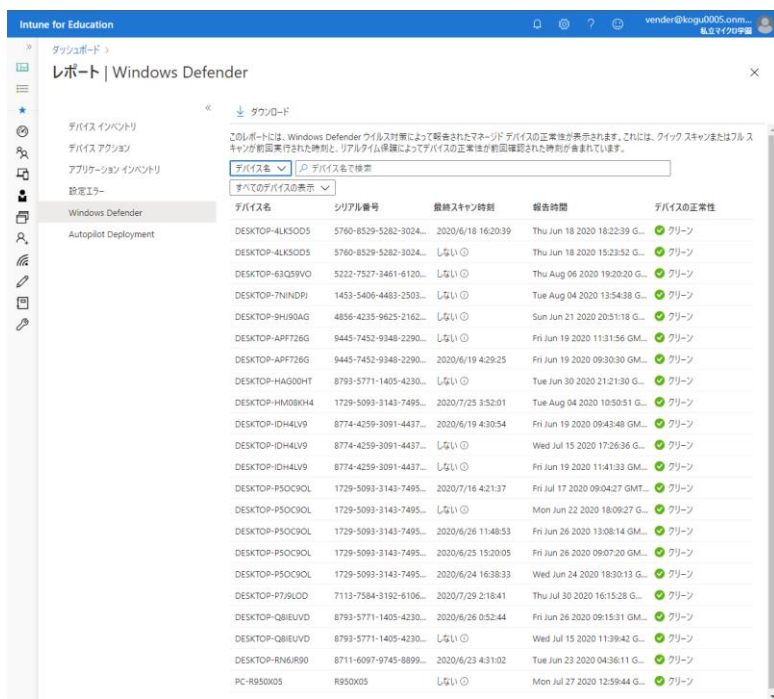 Intune for Education
vender@kogu0005.onm...
私立マイクロ学園
ダッシュボード >
レポート | Windows Defender
デバイス インベントリ
デバイス アクション
アプリケーション インベントリ
設定エラー
Windows Defender
Autopilot Deployment
ダウンロード
このレポートには、Windows Defender ウイルス対策によって報告されたマネージド デバイスの正常性が表示されます。これには、クイック スキャンまたはフル ス
キャンが前回実行された時刻と、リアルタイム保護によってデバイスの正常性が前回確認された時刻が含まれています。
デバイス名 デバイス名で検索
すべてのデバイスの表示
デバイス名 シリアル番号 最終スキャン時刻 報告時間 デバイスの正常性
DESKTOP-4LK5OD5 5760-8529-5282-3024... 2020/6/18 16:20:39 Thu Jun 18 2020 18:22:39 G... クリーン
DESKTOP-4LK5OD5 5760-8529-5282-3024... しない Thu Jun 18 2020 15:23:52 G... クリーン
DESKTOP-63Q59VO 5222-7527-3461-6120... しない Thu Aug 06 2020 19:20:20 G... クリーン
DESKTOP-7NINDPJ 1453-5406-4483-2503... しない Tue Aug 04 2020 13:54:38 G... クリーン
DESKTOP-9HJ90AG 4856-4235-9625-2162... しない Sun Jun 21 2020 20:51:18 G... クリーン
DESKTOP-APF726G 9445-7452-9348-2290... しない Fri Jun 19 2020 11:31:56 GM... クリーン
DESKTOP-APF726G 9445-7452-9348-2290... 2020/6/19 4:29:25 Fri Jun 19 2020 09:30:30 GM... クリーン
DESKTOP-HAG00HT 8793-5771-1405-4230... しない Tue Jun 30 2020 21:21:30 G... クリーン
DESKTOP-HM08KH4 1729-5093-3143-7495... 2020/7/25 3:52:01 Tue Aug 04 2020 10:50:51 G... クリーン
DESKTOP-IDH4LV9 8774-4259-3091-4437... 2020/6/19 4:30:54 Fri Jun 19 2020 09:43:48 GM... クリーン
DESKTOP-IDH4LV9 8774-4259-3091-4437... しない Wed Jul 15 2020 17:26:36 G... クリーン
DESKTOP-IDH4LV9 8774-4259-3091-4437... しない Fri Jun 19 2020 11:41:33 GM... クリーン
DESKTOP-P5OC9OL 1729-5093-3143-7495... 2020/7/16 4:21:37 Fri Jul 17 2020 09:04:27 GMT... クリーン
DESKTOP-P5OC9OL 1729-5093-3143-7495... しない Mon Jun 22 2020 18:09:27 G... クリーン
DESKTOP-P5OC9OL 1729-5093-3143-7495... 2020/6/26 11:48:53 Fri Jun 26 2020 13:08:14 GM... クリーン
DESKTOP-P5OC9OL 1729-5093-3143-7495... 2020/6/25 15:20:05 Fri Jun 26 2020 09:07:20 GM... クリーン
DESKTOP-P5OC9OL 1729-5093-3143-7495... 2020/6/24 16:38:33 Wed Jun 24 2020 18:30:13 G... クリーン
DESKTOP-P7J9LOD 7113-7584-3192-6106... 2020/7/29 2:18:41 Thu Jul 30 2020 16:15:28 G... クリーン
DESKTOP-Q8IEUVD 8793-5771-1405-4230... 2020/6/26 0:52:44 Fri Jun 26 2020 09:15:31 GM... クリーン
DESKTOP-Q8IEUVD 8793-5771-1405-4230... しない Wed Jul 15 2020 11:39:42 G... クリーン
DESKTOP-RN6JR90 8711-6097-9745-8899... 2020/6/23 4:31:02 Tue Jun 23 2020 04:36:11 G... クリーン
PC-R950X05 R950X05 しない Mon Jul 27 2020 12:59:44 G... クリーン